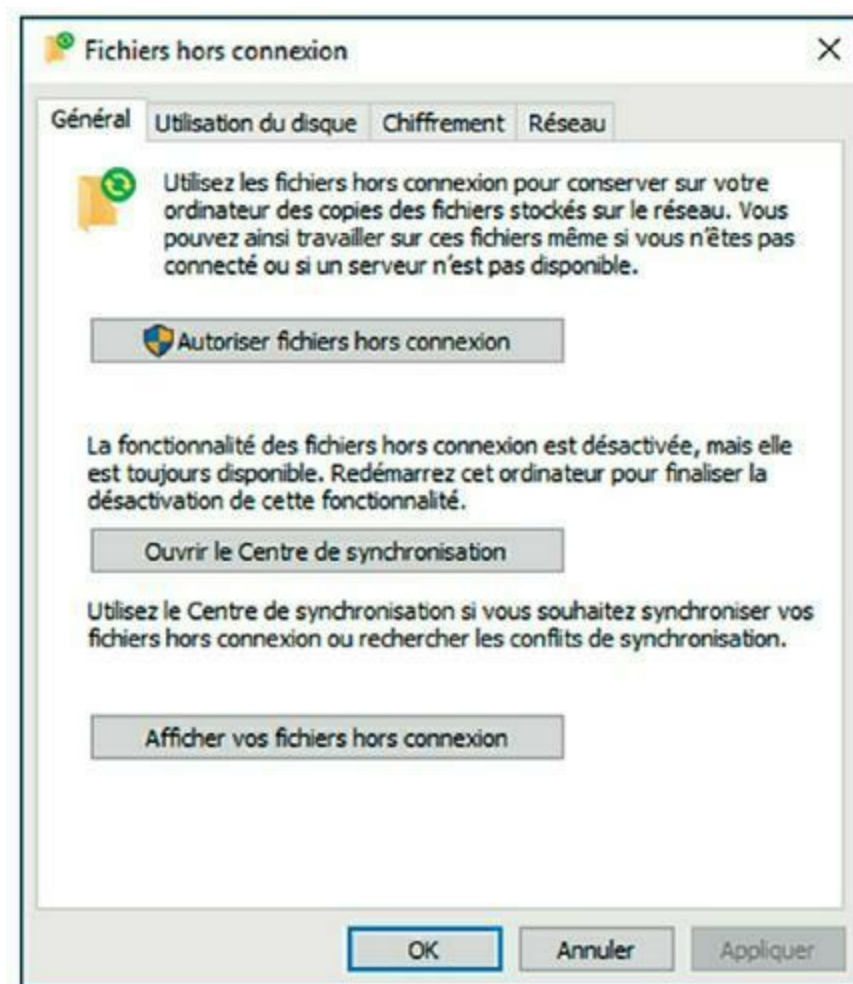 Fichiers hors connexion
Général
Utilisation du disque
Chiffrement
Réseau
Utilisez les fichiers hors connexion pour conserver sur votre
ordinateur des copies des fichiers stockés sur le réseau. Vous
pouvez ainsi travailler sur ces fichiers même si vous n'êtes pas
connecté ou si un serveur n'est pas disponible.
Autoriser fichiers hors connexion
La fonctionnalité des fichiers hors connexion est désactivée, mais elle
est toujours disponible. Redémarrez cet ordinateur pour finaliser la
désactivation de cette fonctionnalité.
Ouvrir le Centre de synchronisation
Utilisez le Centre de synchronisation si vous souhaitez synchroniser vos
fichiers hors connexion ou rechercher les conflits de synchronisation.
Afficher vos fichiers hors connexion
OK
Annuler
Appliquer